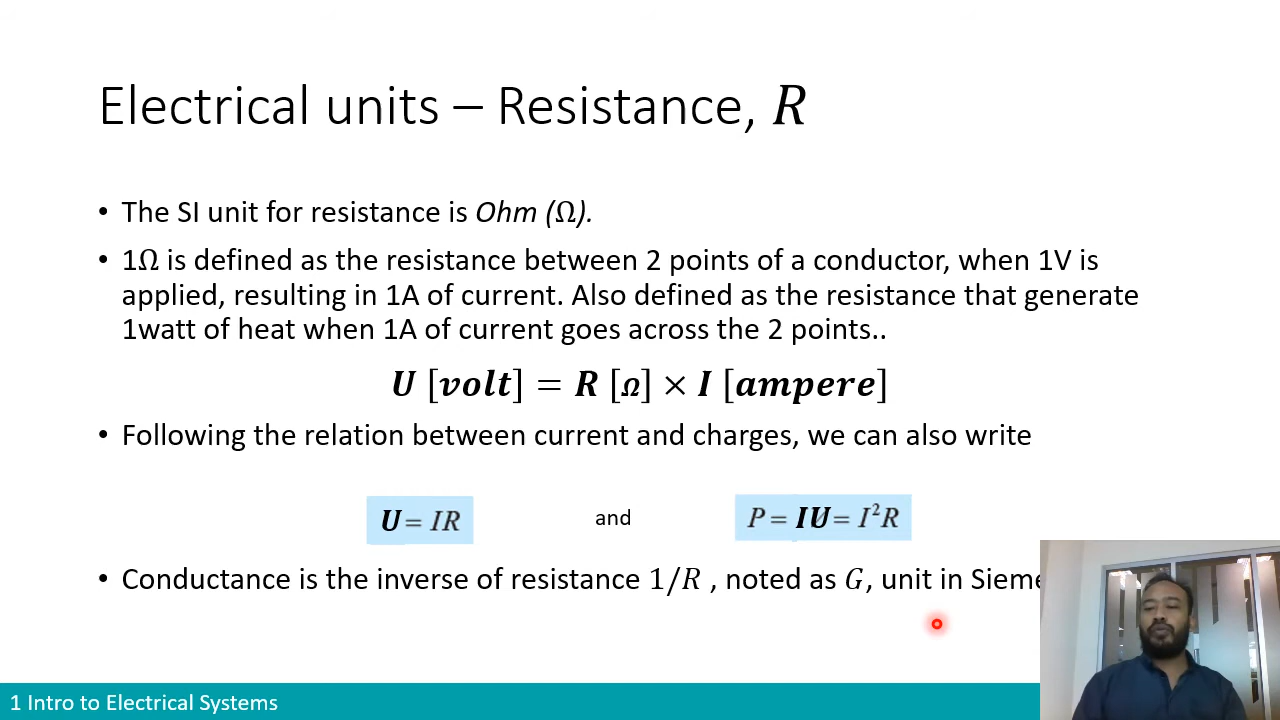 Electrical units – Resistance, R
• The SI unit for resistance is Ohm (Ω).
• 1Ω is defined as the resistance between 2 points of a conductor, when 1V is
applied, resulting in 1A of current. Also defined as the resistance that generate
1watt of heat when 1A of current goes across the 2 points..
U [volt] = R [Ω] × I [ampere]
• Following the relation between current and charges, we can also write
U = IR and P = IU = I²R
• Conductance is the inverse of resistance 1/R , noted as G, unit in
1 Intro to Electrical Systems